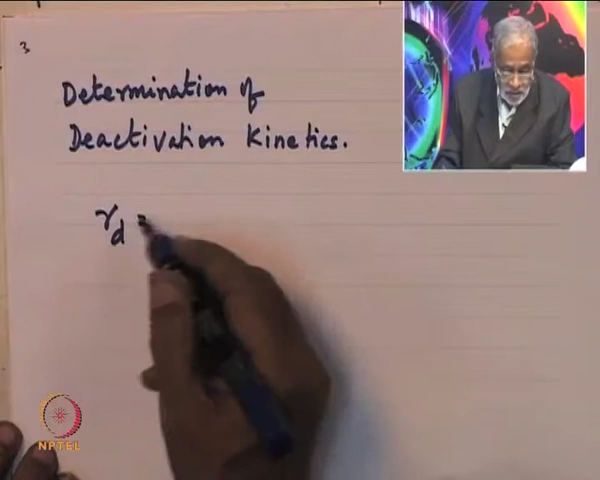 3
Determination of
Deactivation Kinetics.
r_d =
NPTEL